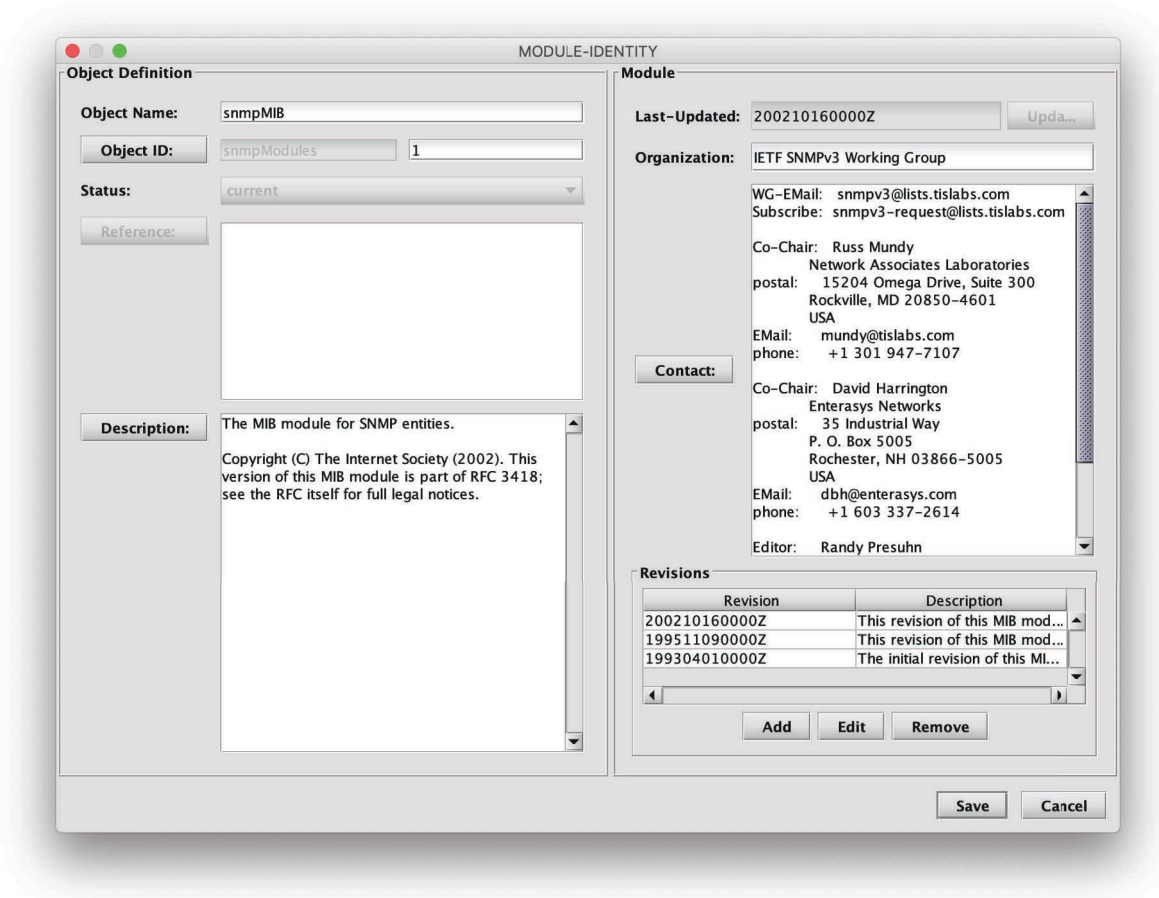 MODULE-IDENTITY
Object Definition
Object Name: snmpMIB
Object ID: snmpModules 1
Status: current
Reference:
Description: The MIB module for SNMP entities.
Copyright (C) The Internet Society (2002). This
version of this MIB module is part of RFC 3418;
see the RFC itself for full legal notices.
Module
Last-Updated: 200210160000Z Upda...
Organization: IETF SNMPv3 Working Group
WG-EMail: snmpv3@lists.tislabs.com
Subscribe: snmpv3-request@lists.tislabs.com
Co-Chair: Russ Mundy
Network Associates Laboratories
postal: 15204 Omega Drive, Suite 300
Rockville, MD 20850-4601
USA
EMail: mundy@tislabs.com
phone: +1 301 947-7107
Contact:
Co-Chair: David Harrington
Enterasys Networks
postal: 35 Industrial Way
P. O. Box 5005
Rochester, NH 03866-5005
USA
EMail: dbh@enterasys.com
phone: +1 603 337-2614
Editor: Randy Presuhn
Revisions
Revision Description
200210160000Z This revision of this MIB mod...
199511090000Z This revision of this MIB mod...
199304010000Z The initial revision of this MI...
Add Edit Remove
Save Cancel